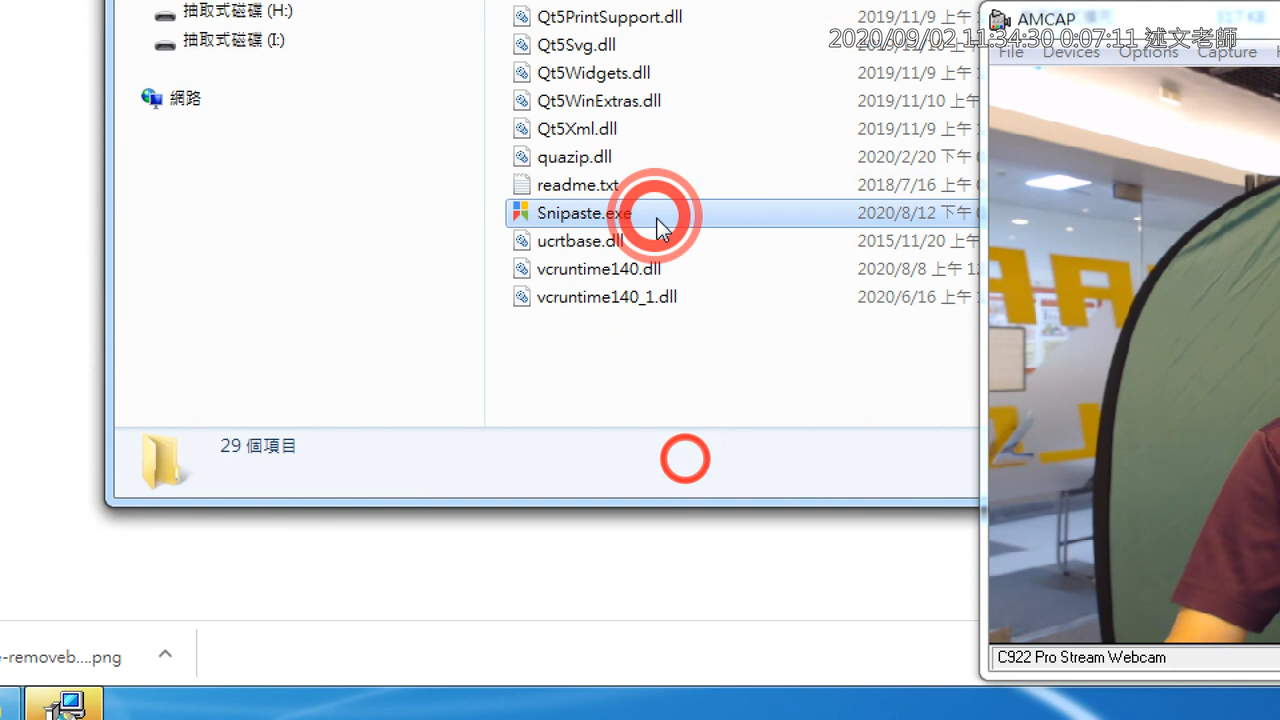 抽取式磁碟 (H:)
抽取式磁碟 (I:)
網路
Qt5PrintSupport.dll 2019/11/9 上午
Qt5Svg.dll
Qt5Widgets.dll 2019/11/9 上午
Qt5WinExtras.dll 2019/11/10 上午
Qt5Xml.dll 2019/11/9 上午
quazip.dll 2020/2/20 下午
readme.txt 2018/7/16 上午
Snipaste.exe 2020/8/12 下午
ucrtbase.dll 2015/11/20 上午
vcruntime140.dll 2020/8/8 上午 12
vcruntime140_1.dll 2020/6/16 上午
29 個項目
-removeb....png
AMCAP
2020/09/02 11:34:30 0:07:11 述文老師
File Devices Options Capture
C922 Pro Stream Webcam